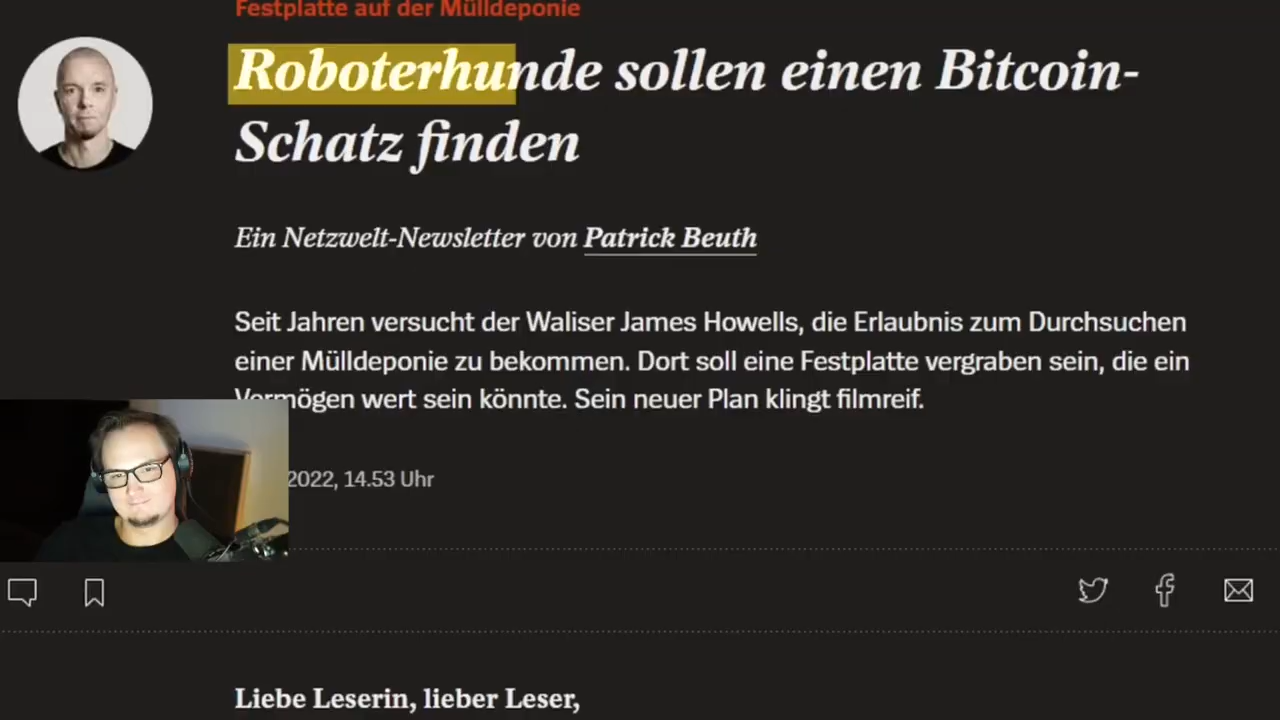 Festplatte auf der Mülldeponie
Roboterhunde sollen einen Bitcoin-
Schatz finden
Ein Netzwelt-Newsletter von Patrick Beuth
Seit Jahren versucht der Waliser James Howells, die Erlaubnis zum Durchsuchen
einer Mülldeponie zu bekommen. Dort soll eine Festplatte vergraben sein, die ein
Vermögen wert sein könnte. Sein neuer Plan klingt filmreif.
2022, 14.53 Uhr
Liebe Leserin, lieber Leser,